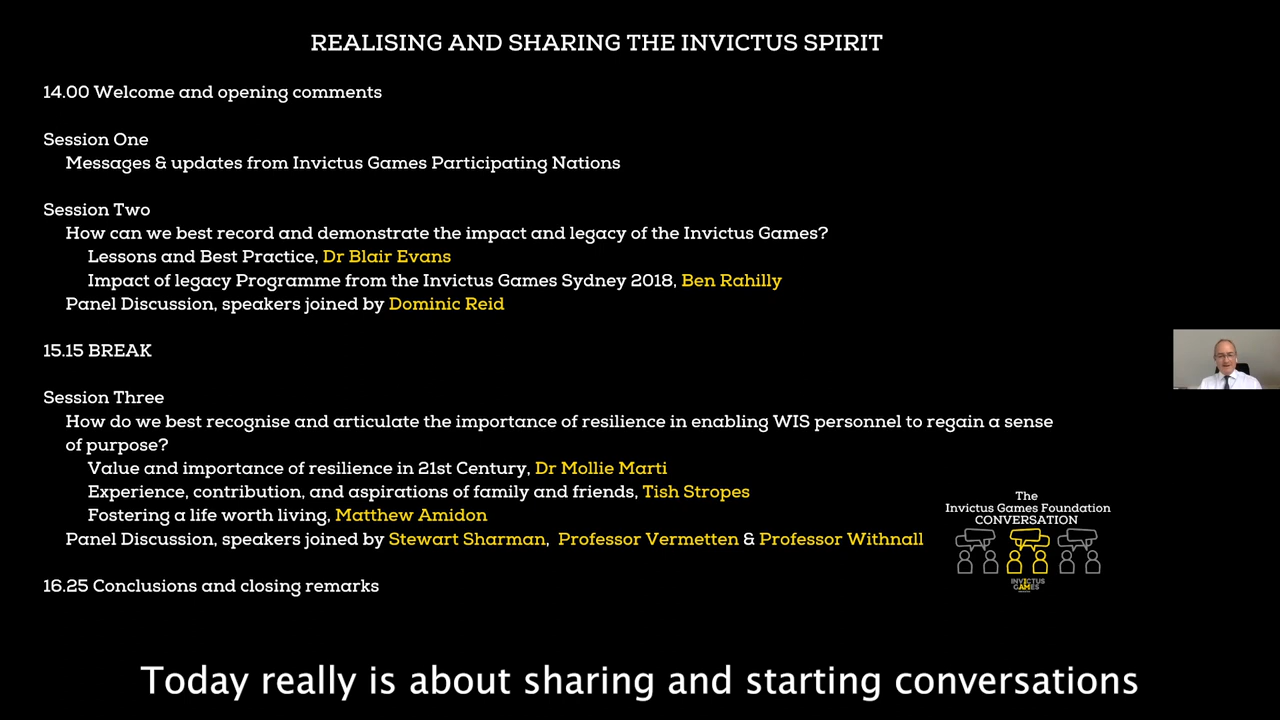 REALISING AND SHARING THE INVICTUS SPIRIT
14.00 Welcome and opening comments
Session One
Messages & updates from Invictus Games Participating Nations
Session Two
How can we best record and demonstrate the impact and legacy of the Invictus Games?
Lessons and Best Practice, Dr Blair Evans
Impact of legacy Programme from the Invictus Games Sydney 2018, Ben Rahilly
Panel Discussion, speakers joined by Dominic Reid
15.15 BREAK
Session Three
How do we best recognise and articulate the importance of resilience in enabling WIS personnel to regain a sense
of purpose?
Value and importance of resilience in 21st Century, Dr Mollie Marti
Experience, contribution, and aspirations of family and friends, Tish Stropes
Fostering a life worth living, Matthew Amidon
Panel Discussion, speakers joined by Stewart Sharman, Professor Vermetten & Professor Withnall
16.25 Conclusions and closing remarks
The
Invictus Games Foundation
CONVERSATION
INVICTUS
GAMES
Today really is about sharing and starting conversations